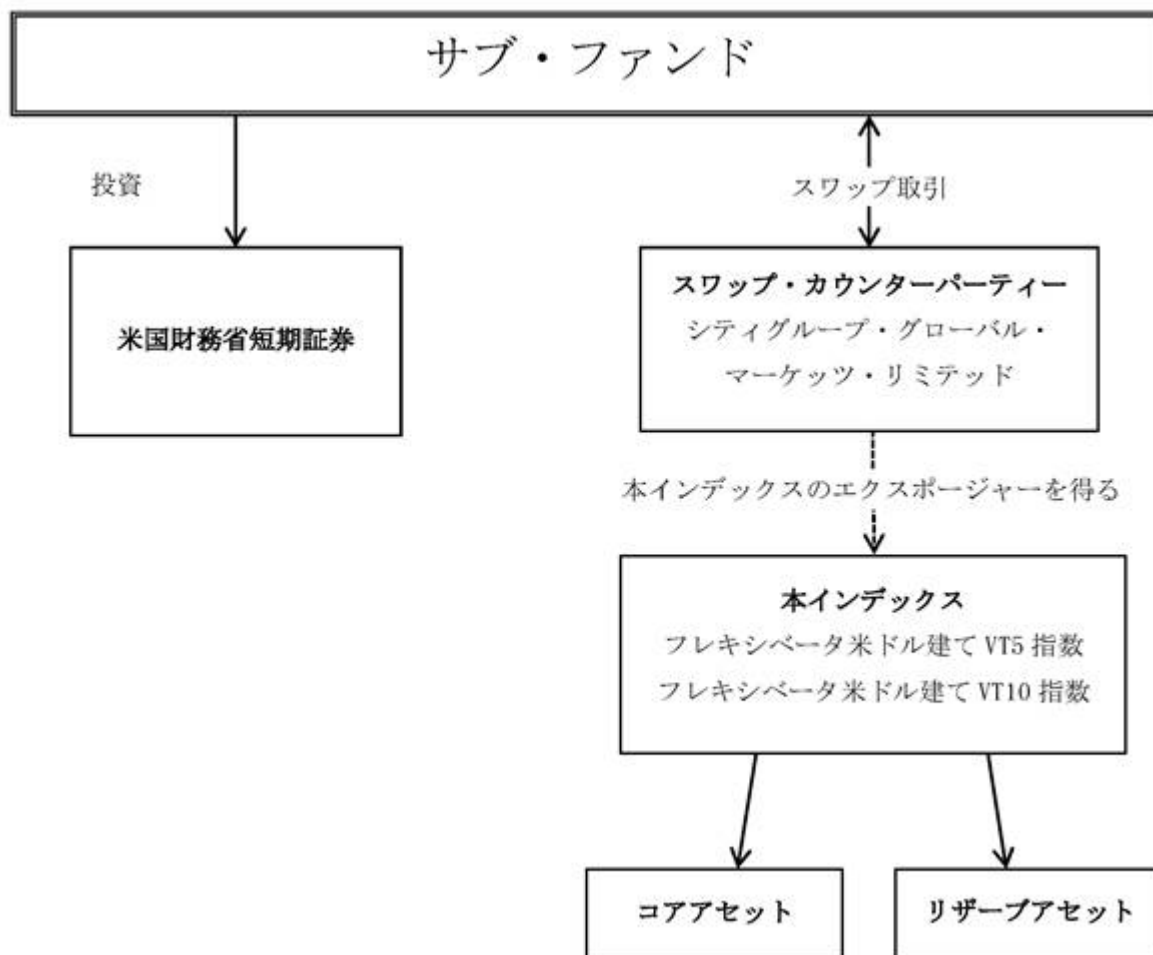 サブ・ファンド
投資
スワップ取引
米国財務省短期証券
スワップ・カウンターパーティー
シティグループ・グローバル・
マーケッツ・リミテッド
本インデックスのエクスポージャーを得る
本インデックス
フレキシベータ米ドル建て VT5 指数
フレキシベータ米ドル建て VT10 指数
コアアセット
リザーブアセット